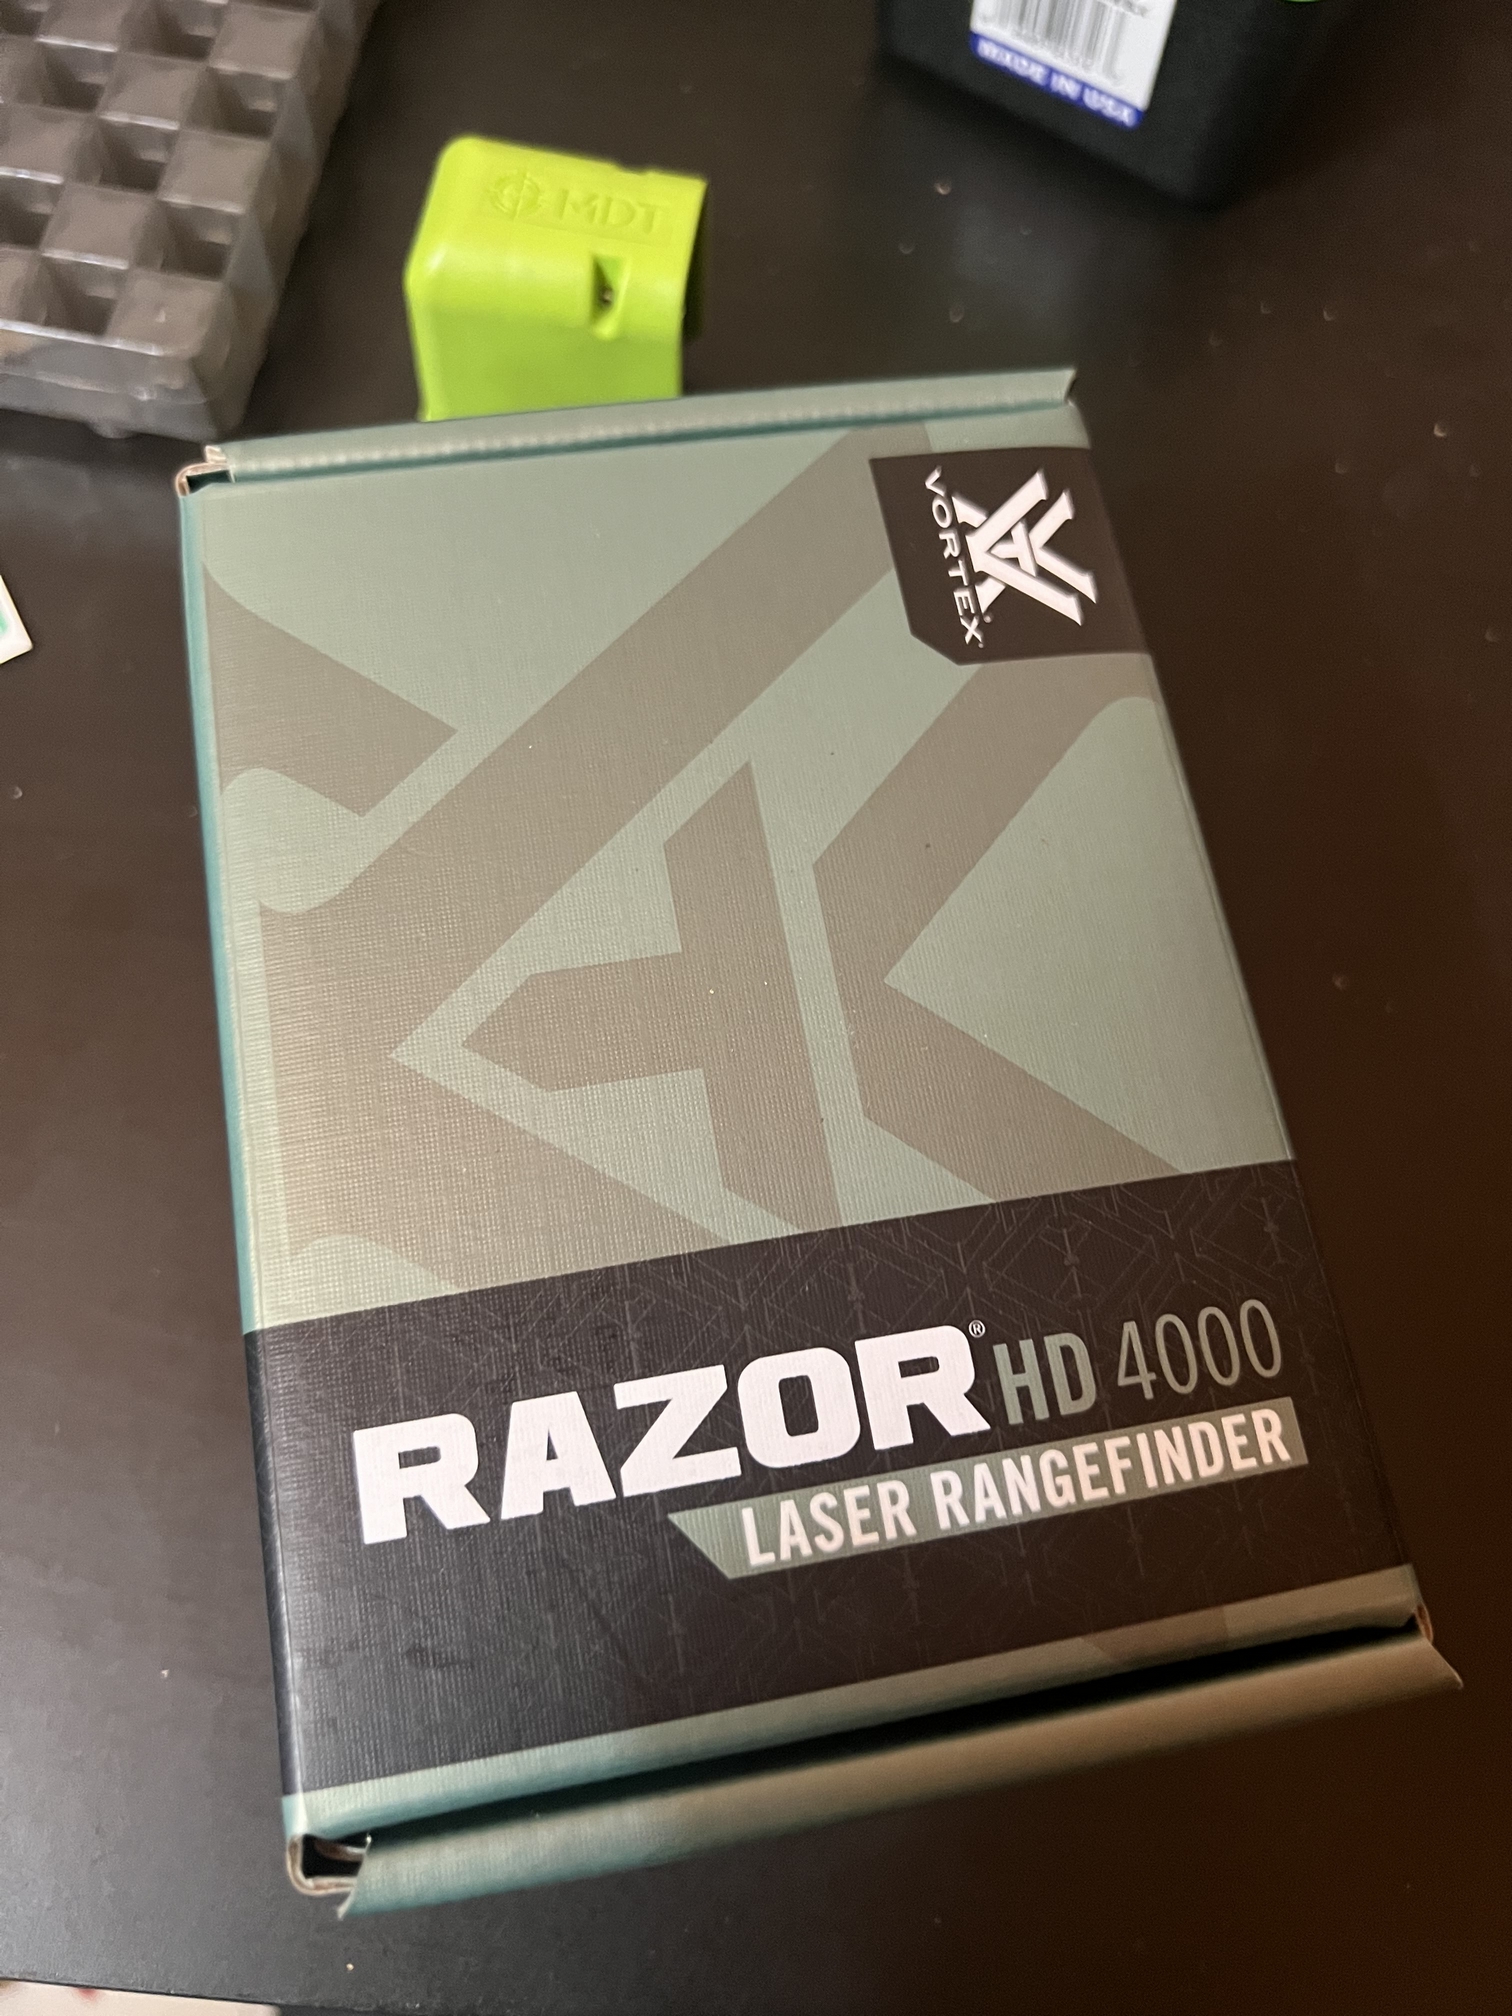 MADE IN USA
MDT
VORTEX
RAZOR® HD 4000
LASER RANGEFINDER